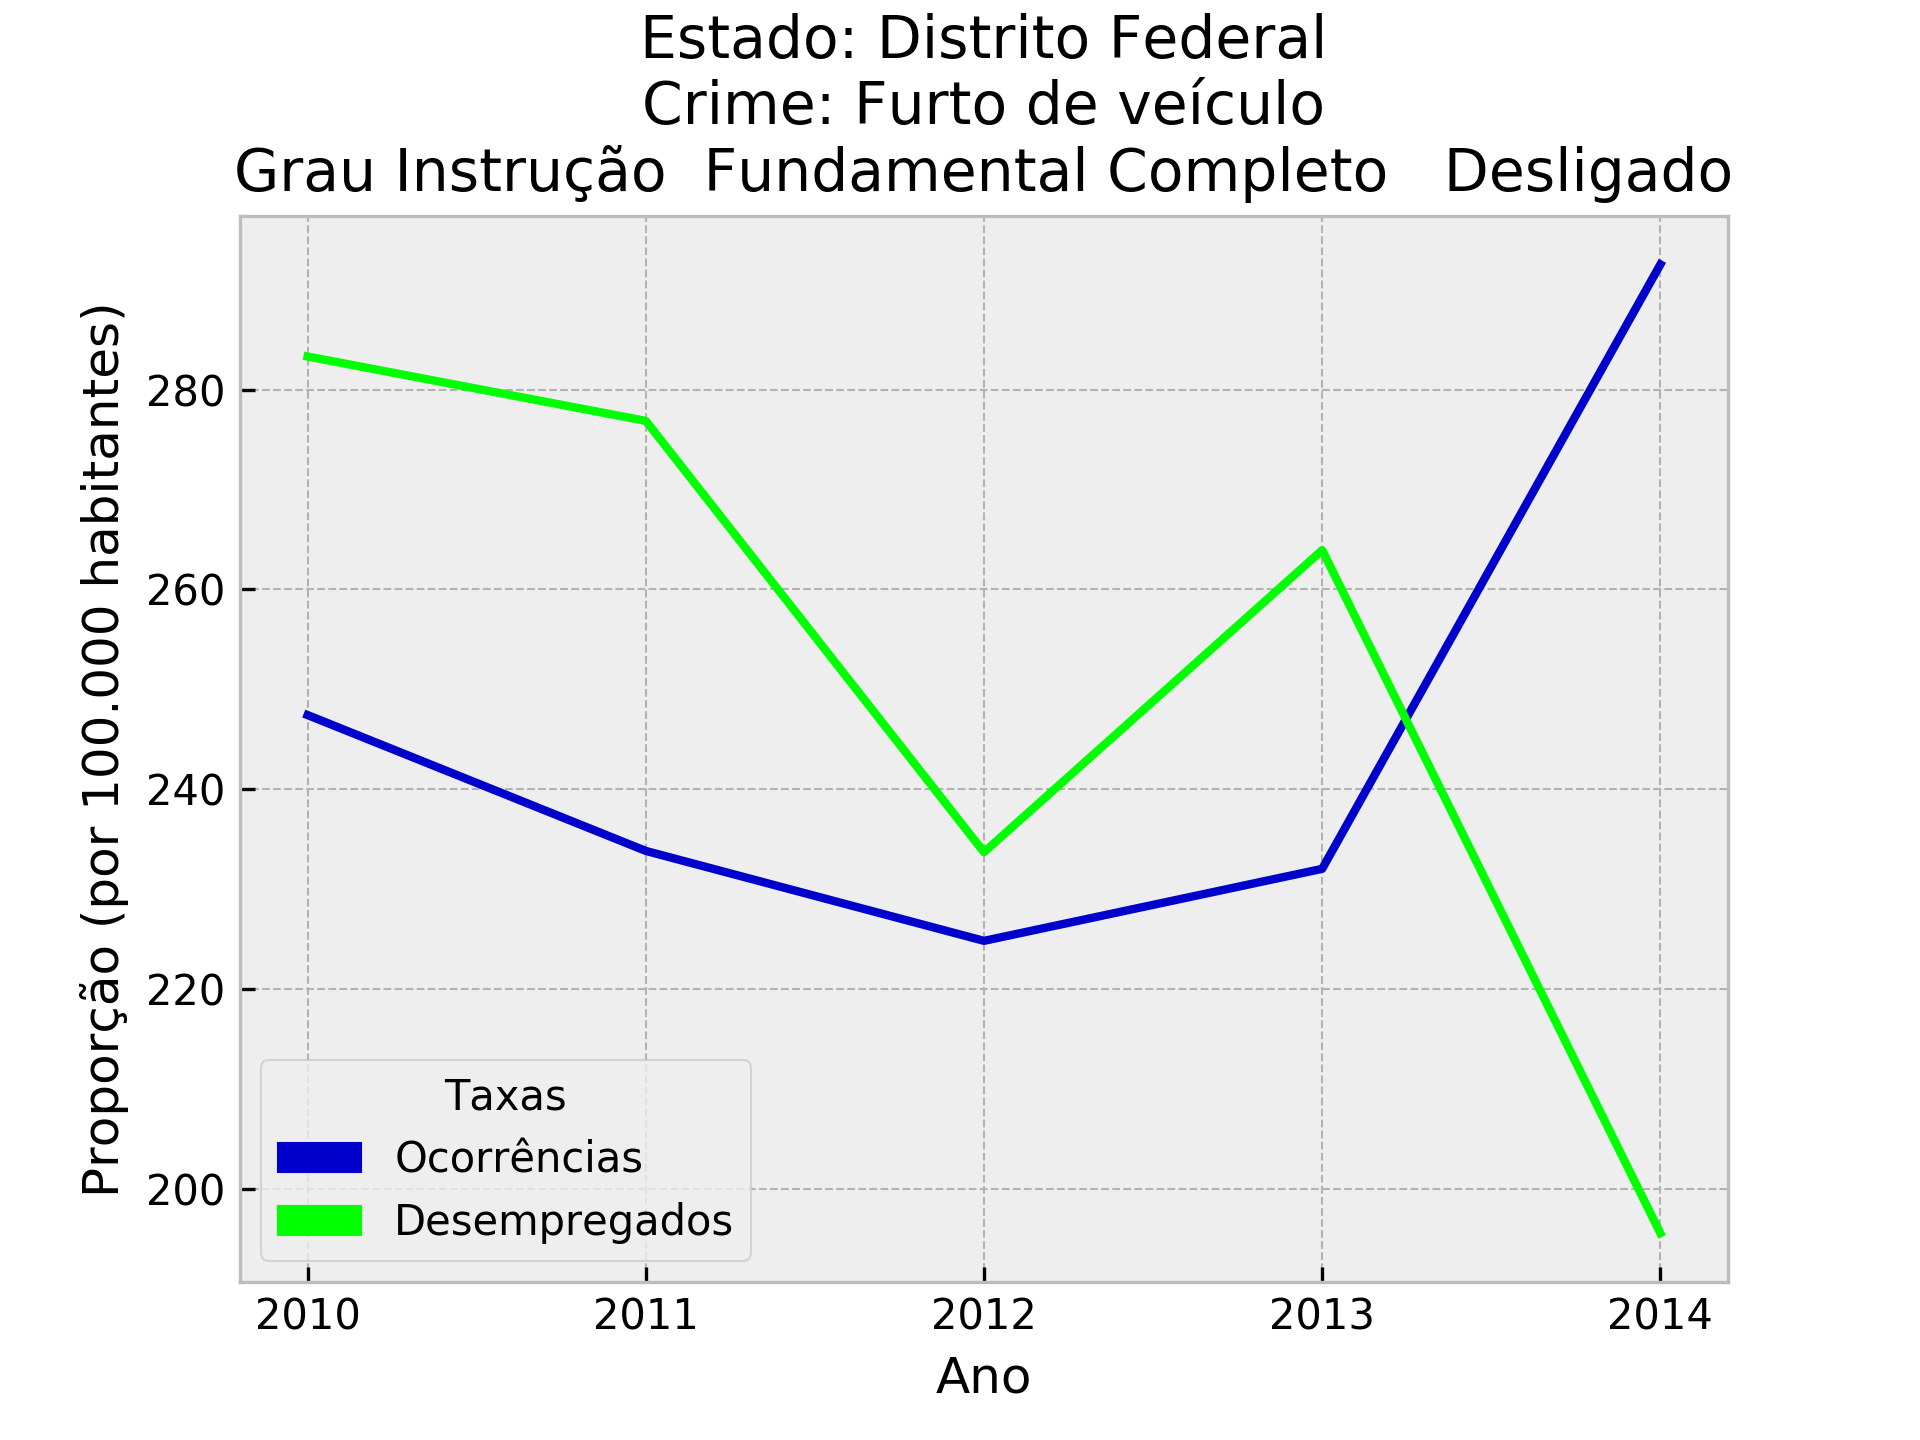 Estado: Distrito Federal
Crime: Furto de veículo
Grau Instrução  Fundamental Completo   Desligado
Proporção (por 100.000 habitantes)
280
260
240
220
200
Taxas
Ocorrências
Desempregados
2010 2011 2012 2013 2014
Ano